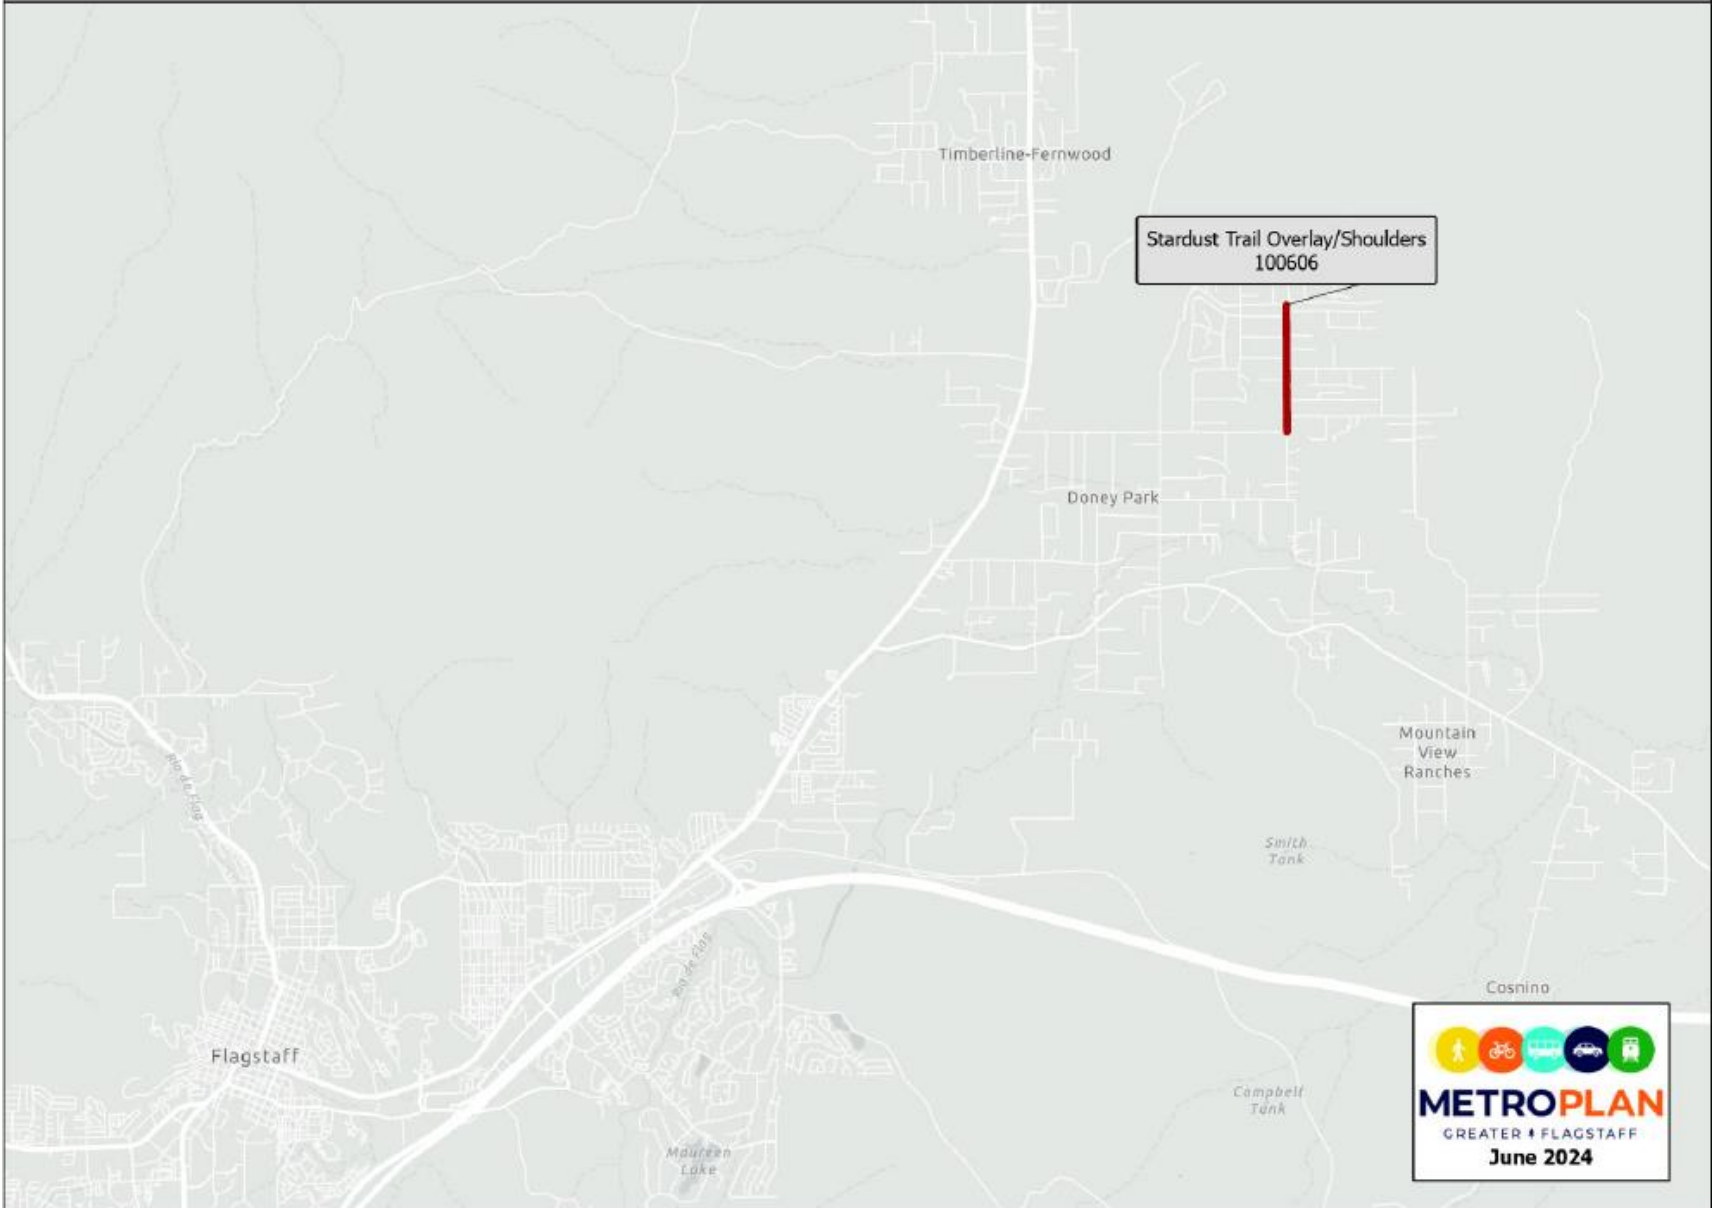 Timberline-Fernwood
Stardust Trail Overlay/Shoulders
100606
Doney Park
Mountain
View
Ranches
Rio de Flag
Smith
Tank
Rio de Flag
Cosnino
Flagstaff
Campbell
Tank
Maureen
Lake
METROPLAN
GREATER FLAGSTAFF
June 2024